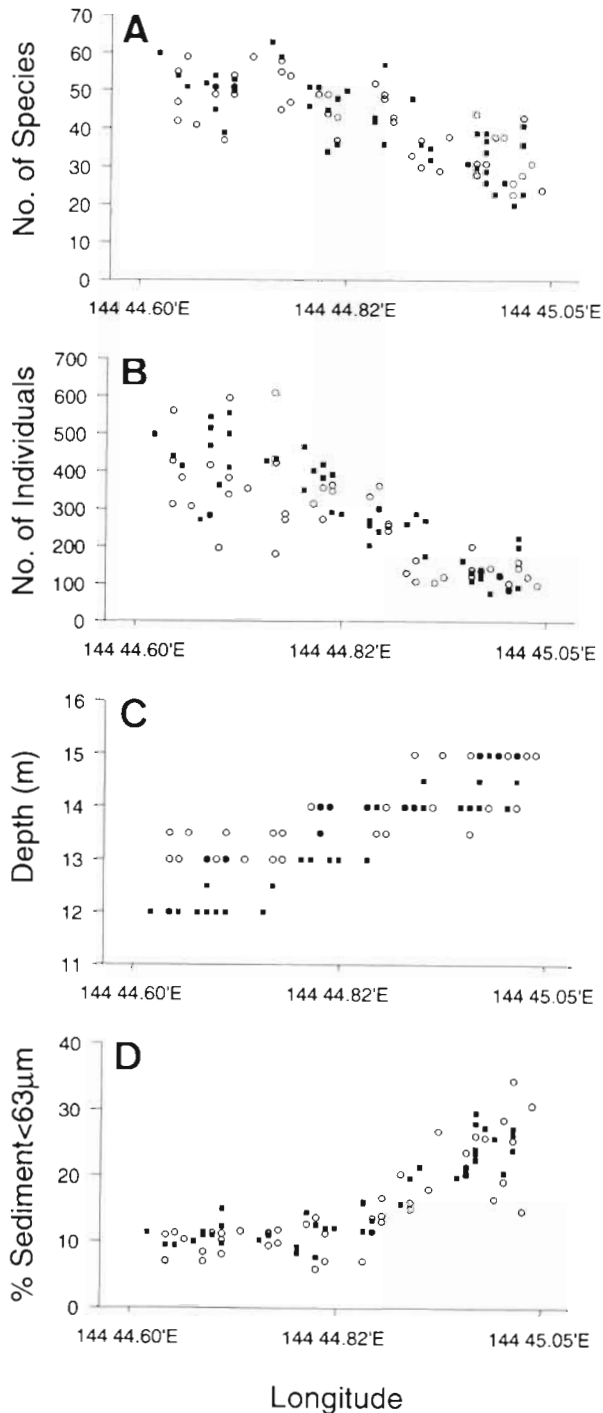 A
No. of Species
70
60
50
40
30
20
10
0
144 44.60'E 144 44.82'E 144 45.05'E
B
No. of Individuals
700
600
500
400
300
200
100
0
144 44.60'E 144 44.82'E 144 45.05'E
C
Depth (m)
16
15
14
13
12
11
144 44.60'E 144 44.82'E 144 45.05'E
D
% Sediment<63µm
40
30
20
10
0
144 44.60'E 144 44.82'E 144 45.05'E
Longitude